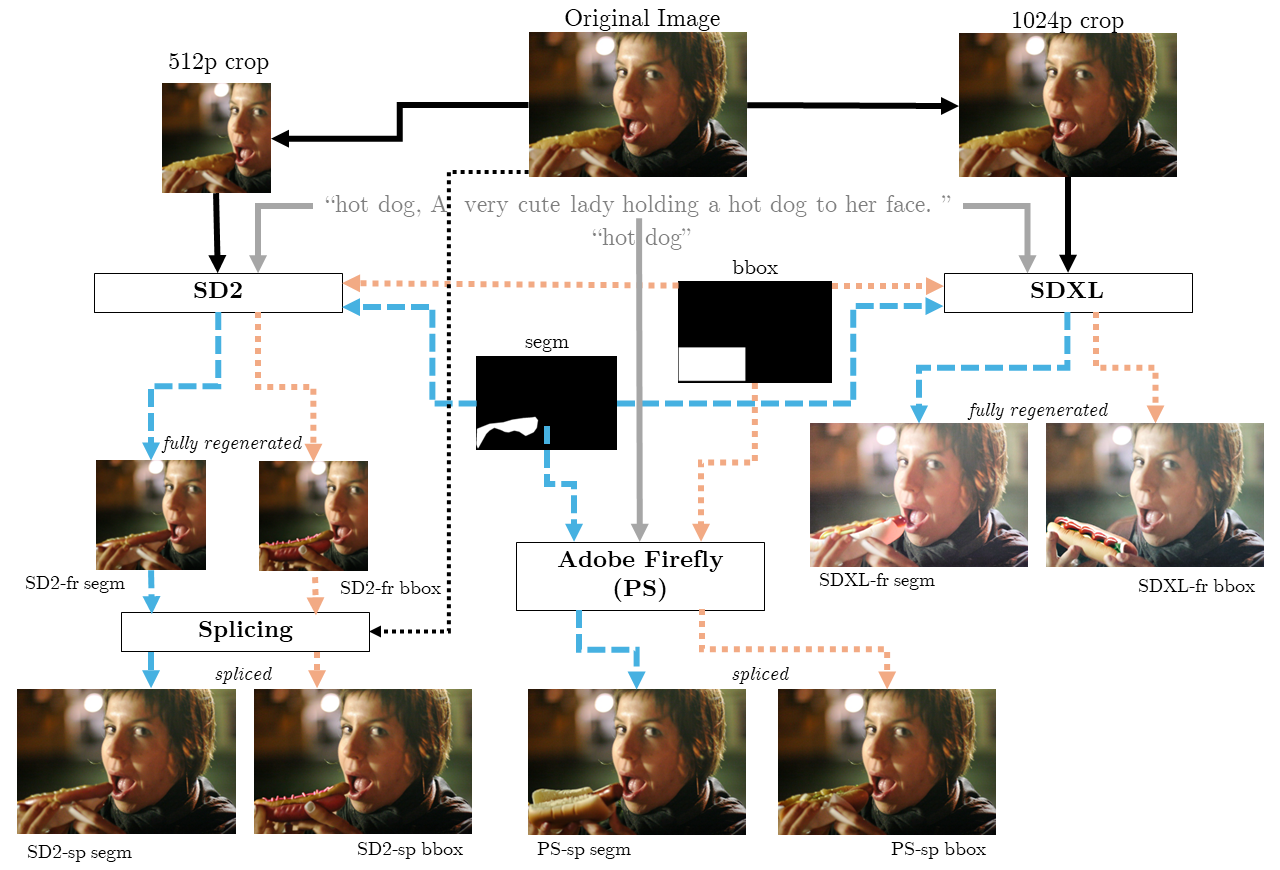 Original Image
1024p crop
512p crop
“hot dog, A very cute lady holding a hot dog to her face. ”
“hot dog”
bbox
SD2
SDXL
segm
fully regenerated
fully regenerated
Adobe Firefly
(PS)
SD2-fr segm
SD2-fr bbox
SDXL-fr segm
SDXL-fr bbox
Splicing
spliced
spliced
SD2-sp segm
SD2-sp bbox
PS-sp segm
PS-sp bbox